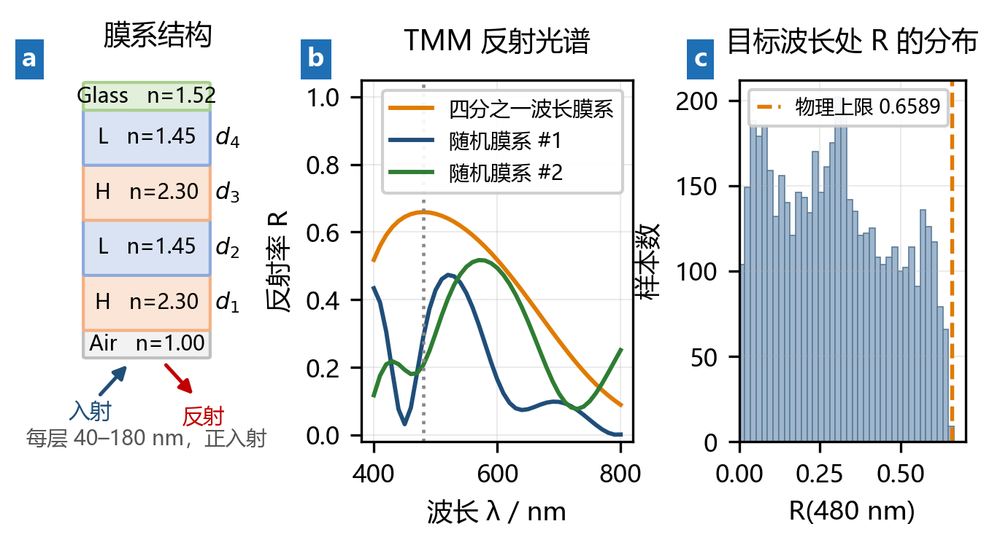 a
膜系结构
Glass n=1.52
L n=1.45 d4
H n=2.30 d3
L n=1.45 d2
H n=2.30 d1
Air n=1.00
入射
反射
每层 40–180 nm，正入射
b
TMM 反射光谱
反射率 R
1.0
0.8
0.6
0.4
0.2
0.0
四分之一波长膜系
随机膜系 #1
随机膜系 #2
400 600 800
波长 λ / nm
c
目标波长处 R 的分布
样本数
200
150
100
50
0
物理上限 0.6589
0.00 0.25 0.50
R(480 nm)